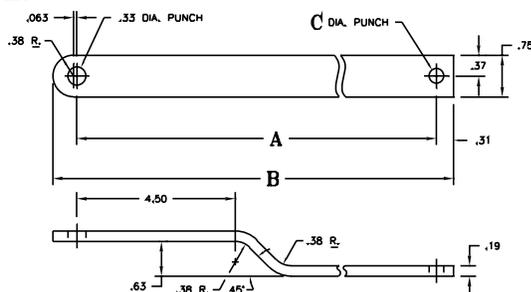 .063
.33 DIA. PUNCH
C DIA. PUNCH
.38 R.
.37
.75
A
.31
B
4.50
.38 R.
.19
.63
.38 R.
45°